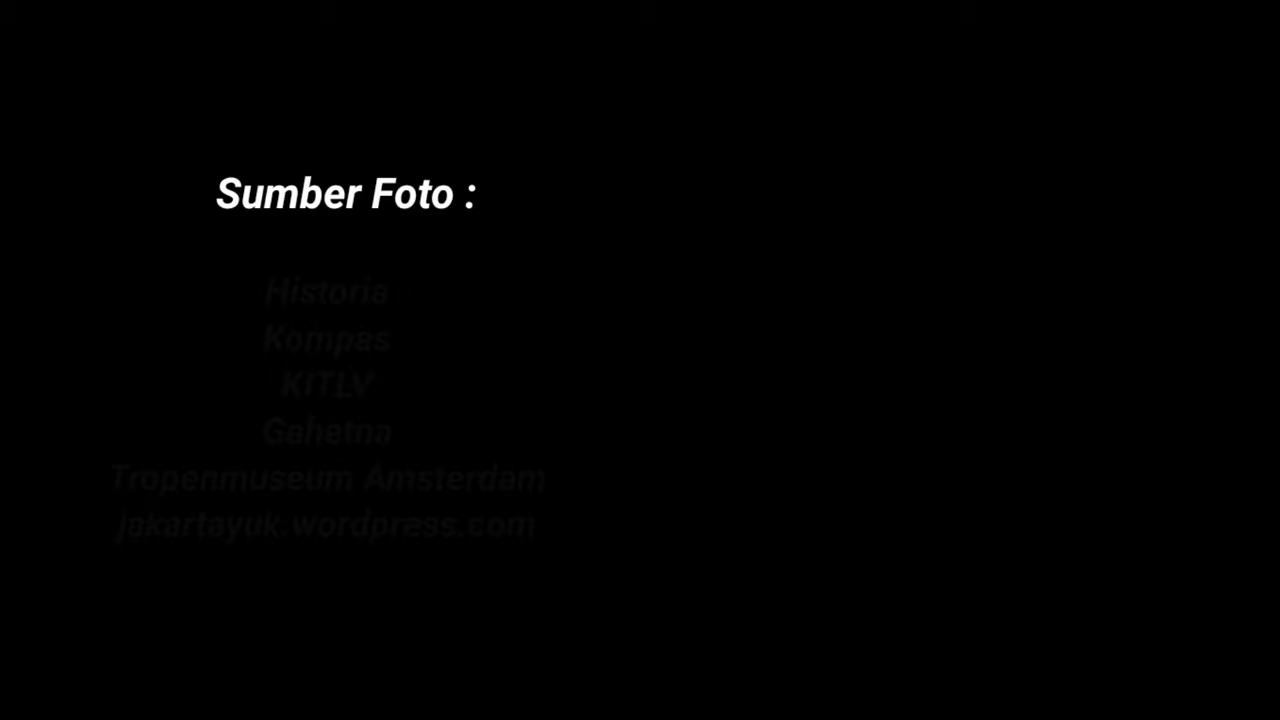 Sumber Foto :
Historia
Kompas
KITLV
Gahetna
Tropenmuseum Amsterdam
jakartayuk.wordpress.com